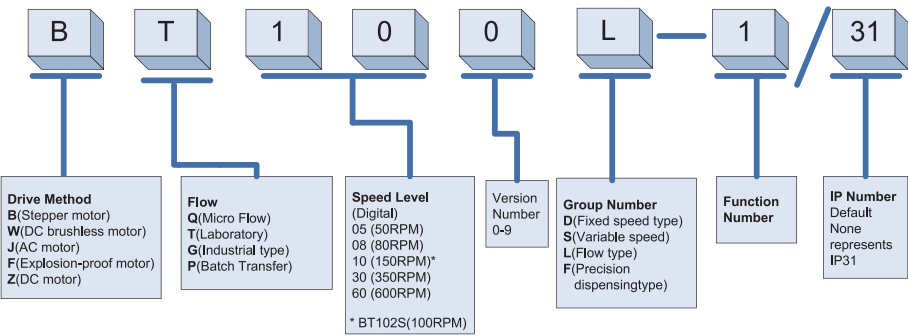 B T 1 0 0 L - 1 / 31
Drive Method
B(Stepper motor)
W(DC brushless motor)
J(AC motor)
F(Explosion-proof motor)
Z(DC motor)
Flow
Q(Micro Flow)
T(Laboratory)
G(Industrial type)
P(Batch Transfer)
Speed Level
(Digital)
05 (50RPM)
08 (80RPM)
10 (150RPM)*
30 (350RPM)
60 (600RPM)
* BT102S(100RPM)
Version
Number
0-9
Group Number
D(Fixed speed type)
S(Variable speed)
L(Flow type)
F(Precision
dispensingtype)
Function
Number
IP Number
Default
None
represents
IP31